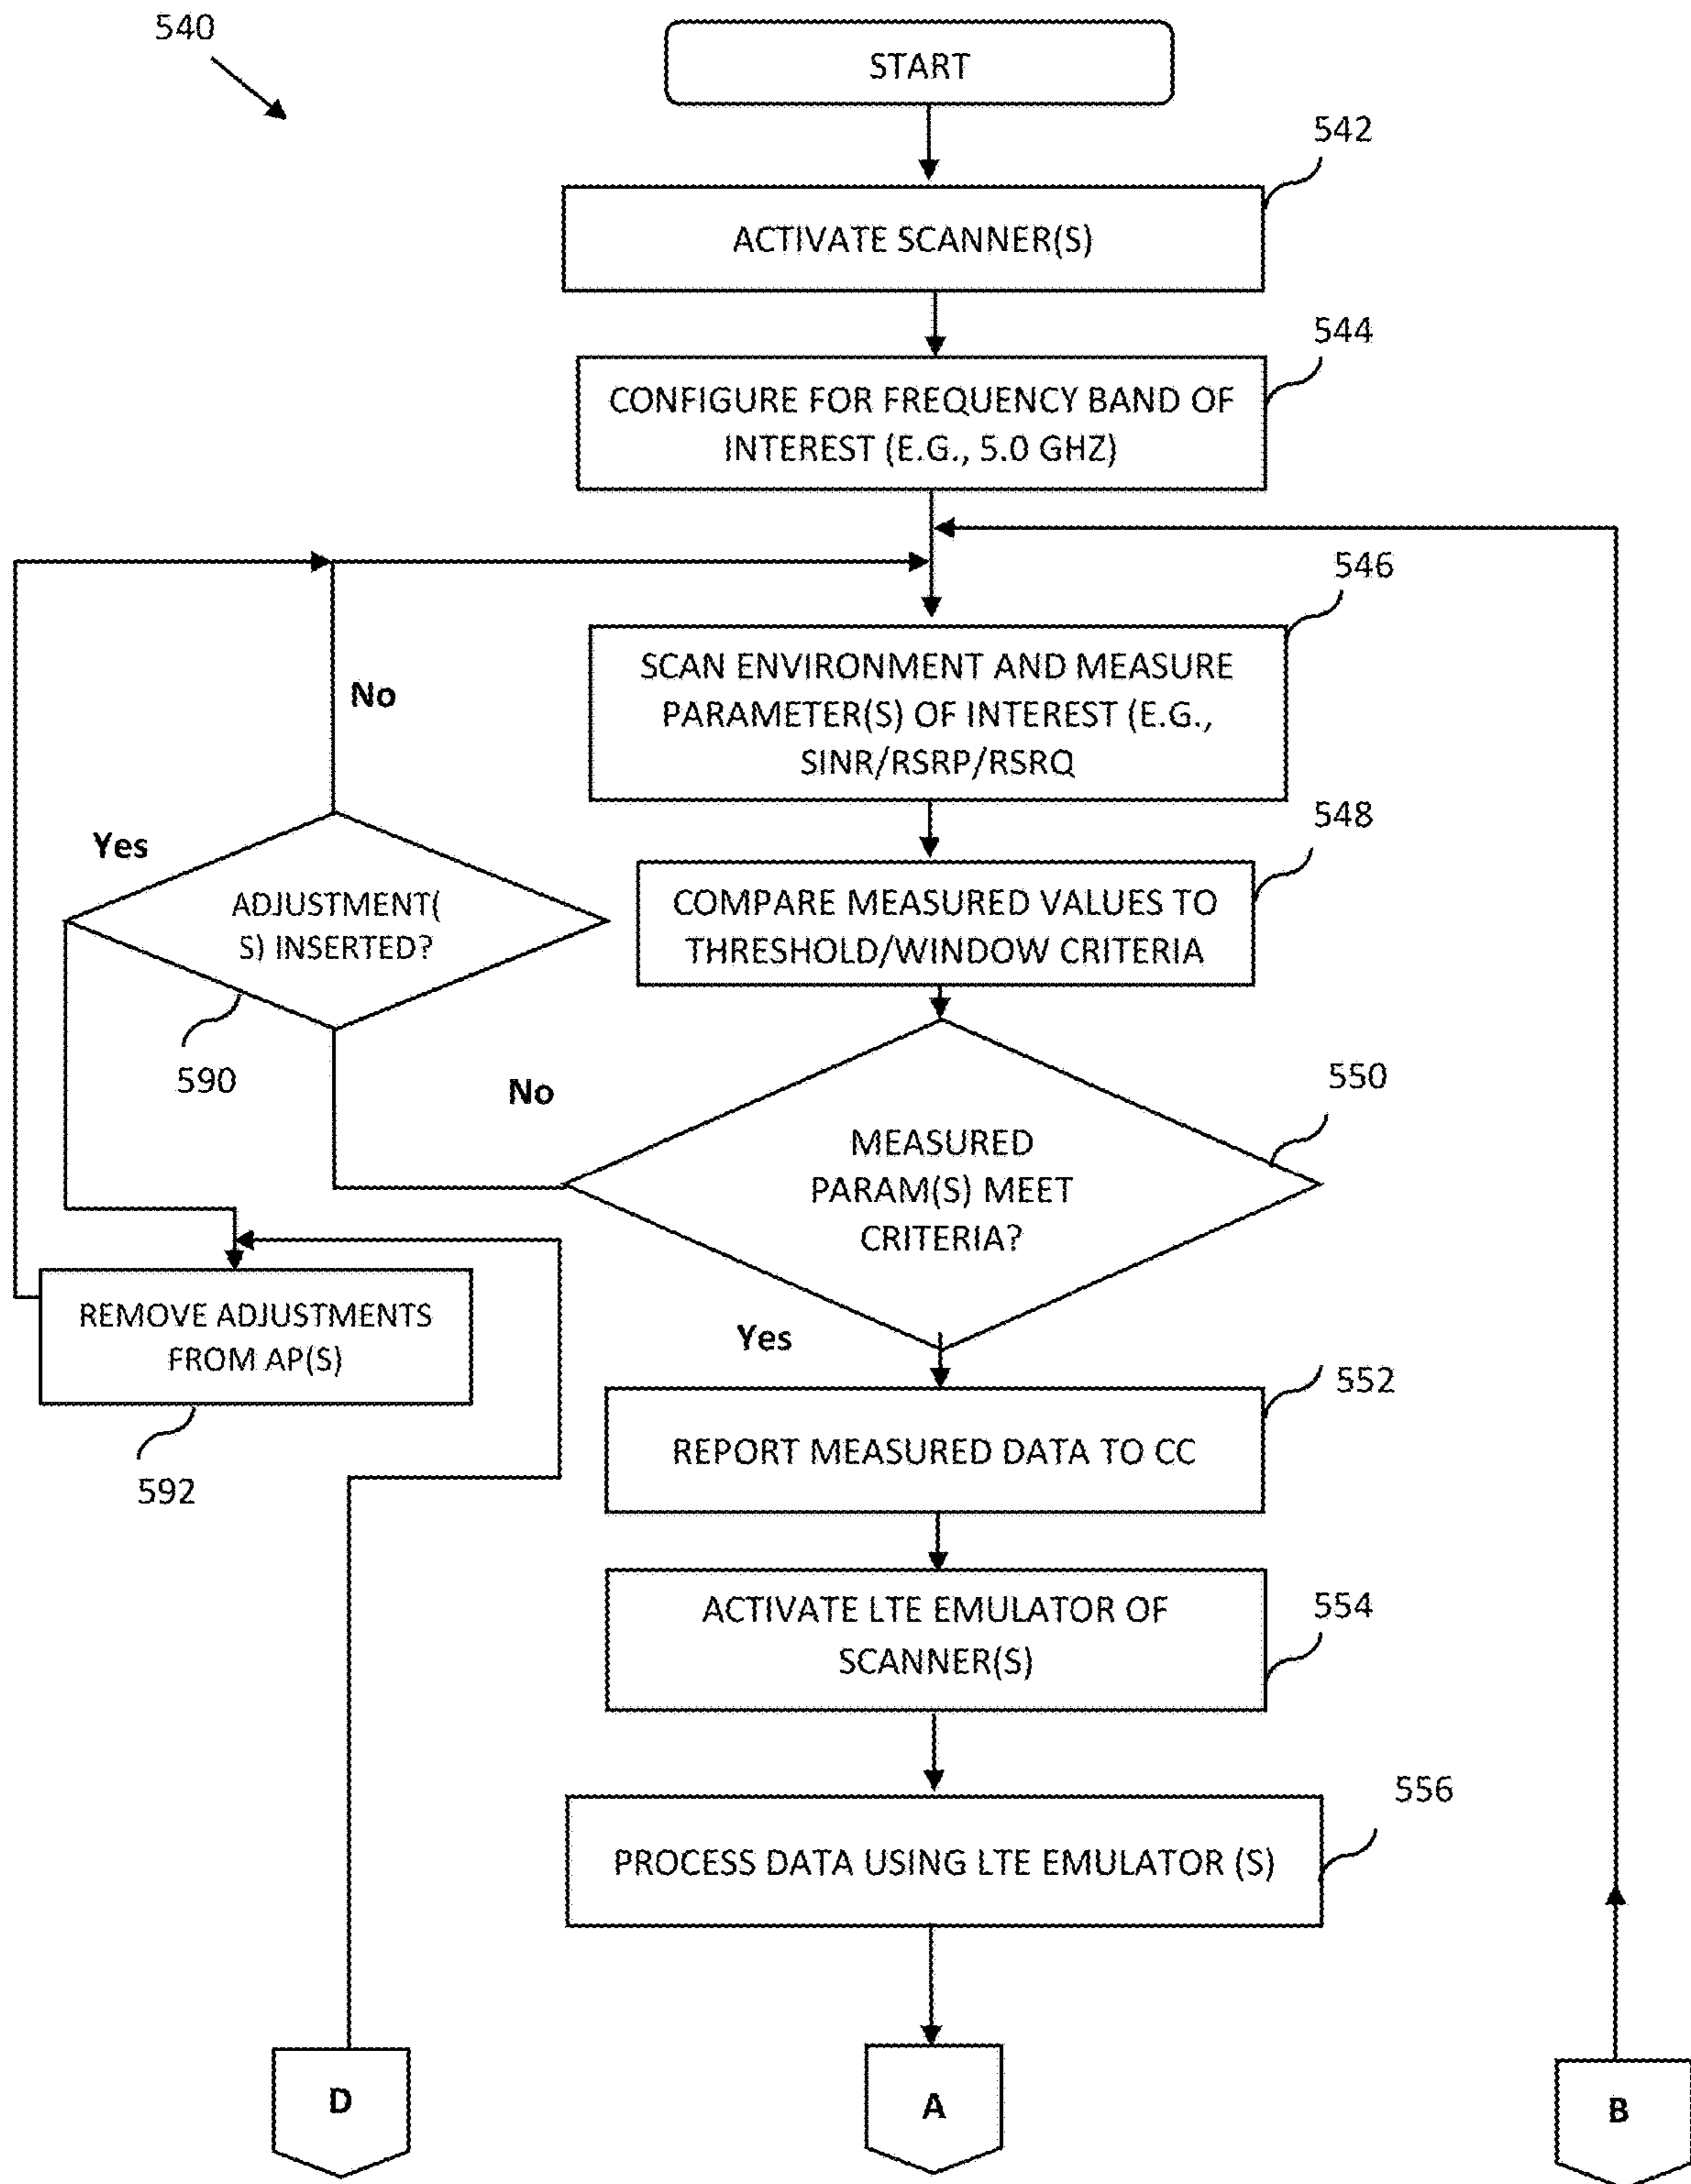 540
START
542
ACTIVATE SCANNER(S)
544
CONFIGURE FOR FREQUENCY BAND OF
INTEREST (E.G., 5.0 GHZ)
546
SCAN ENVIRONMENT AND MEASURE
PARAMETER(S) OF INTEREST (E.G.,
SINR/RSRP/RSRQ
No
548
Yes
ADJUSTMENT(
S) INSERTED?
COMPARE MEASURED VALUES TO
THRESHOLD/WINDOW CRITERIA
590
No
550
MEASURED
PARAM(S) MEET
CRITERIA?
REMOVE ADJUSTMENTS
FROM AP(S)
Yes
552
592
REPORT MEASURED DATA TO CC
554
ACTIVATE LTE EMULATOR OF
SCANNER(S)
556
PROCESS DATA USING LTE EMULATOR (S)
D
A
B